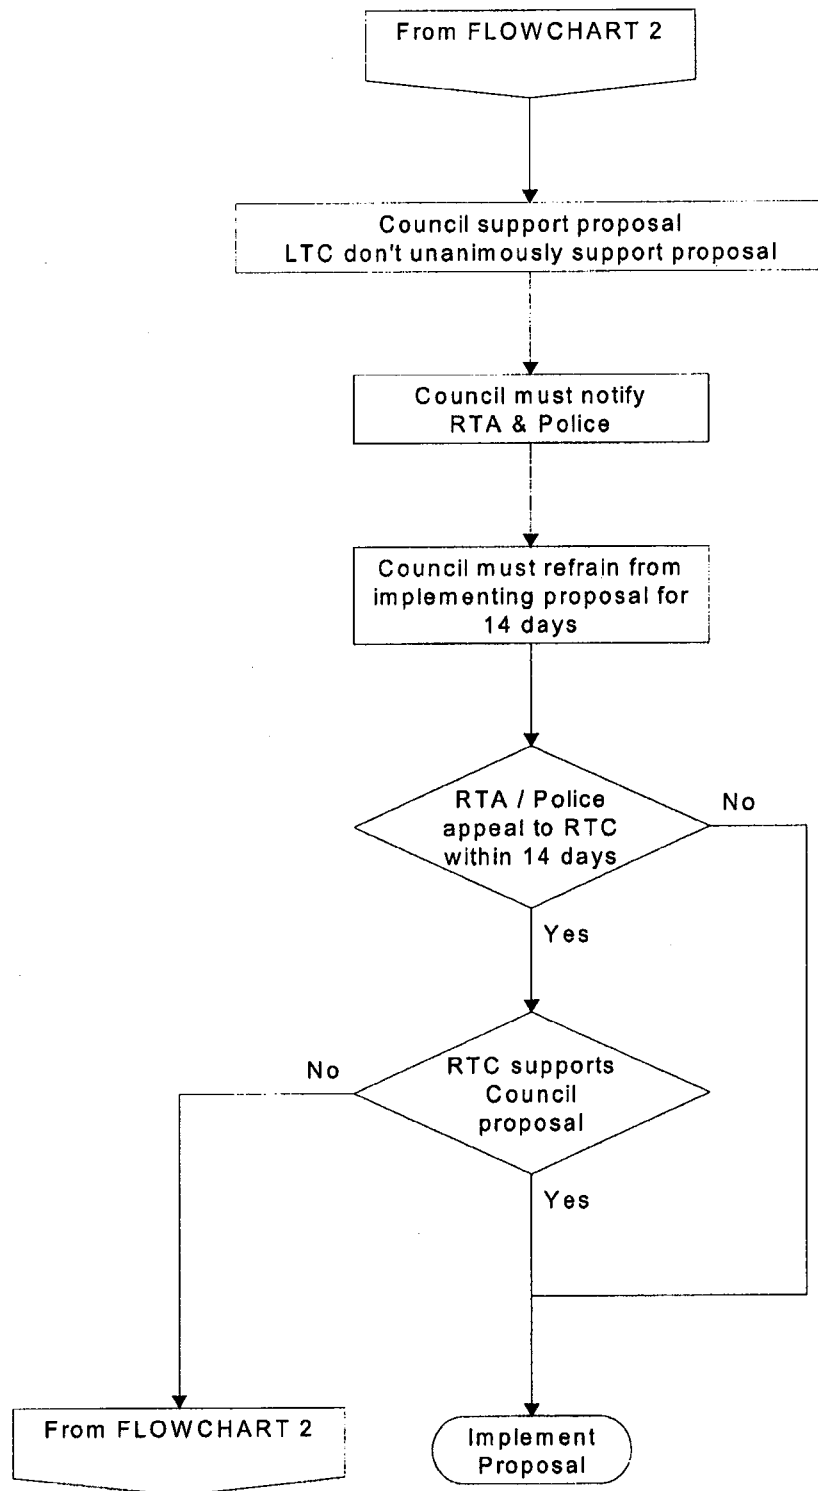 From FLOWCHART 2
Council support proposal
LTC don't unanimously support proposal
Council must notify
RTA & Police
Council must refrain from
implementing proposal for
14 days
RTA / Police
appeal to RTC
within 14 days
No
Yes
RTC supports
Council
proposal
No
Yes
From FLOWCHART 2
Implement
Proposal